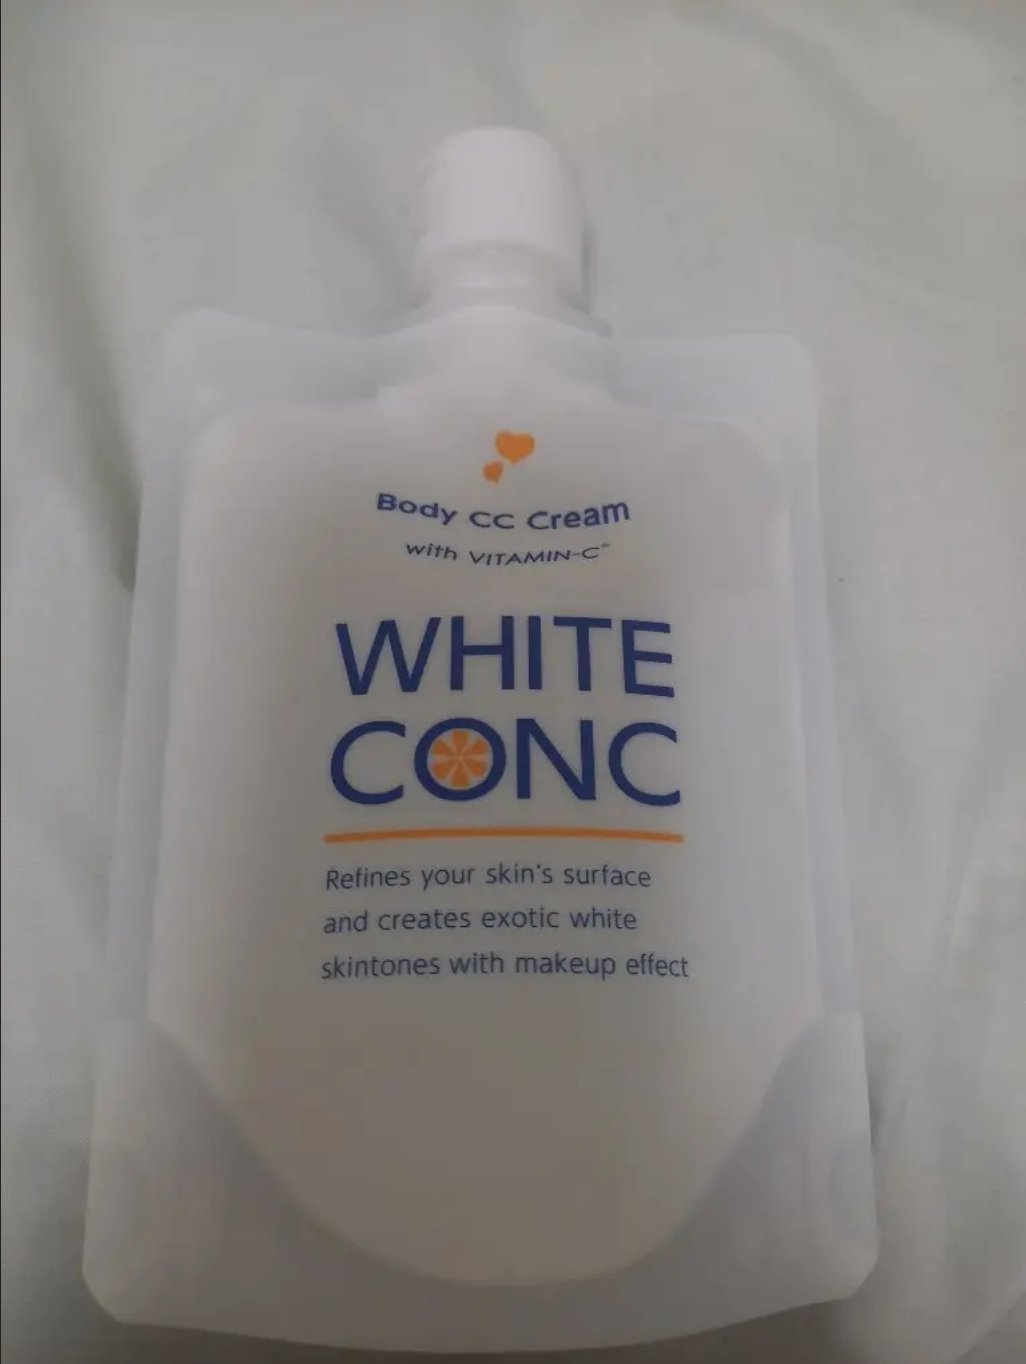 Body CC Cream
with VITAMIN-C
WHITE
CONC
Refines your skin's surface
and creates exotic white
skintones with makeup effect